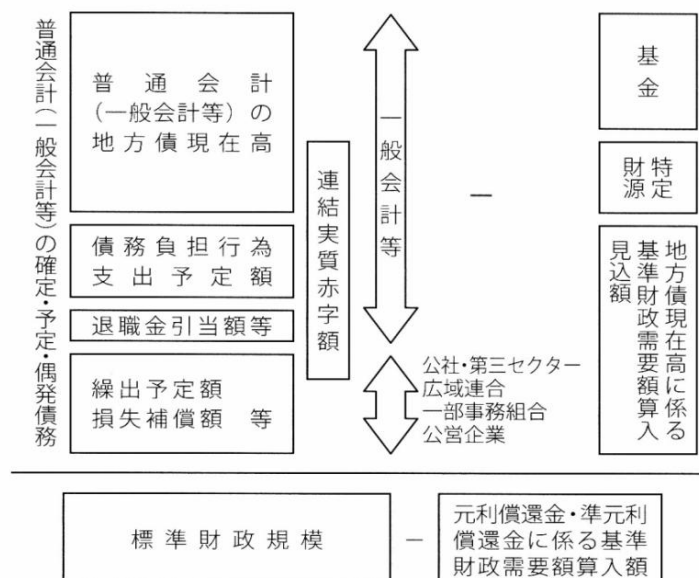 普通会計(一般会計等)の確定・予定・偶発債務
普通会計
(一般会計等)の
地方債現在高
債務負担行為
支出予定額
退職金引当額等
繰出予定額
損失補償額 等
連結実質赤字額
一般会計等
公社・第三セクター
広域連合
一部事務組合
公営企業
−
基金
特定
財源
地方債現在高に係る
基準財政需要額算入
見込額
標準財政規模
−
元利償還金・準元利
償還金に係る基準
財政需要額算入額